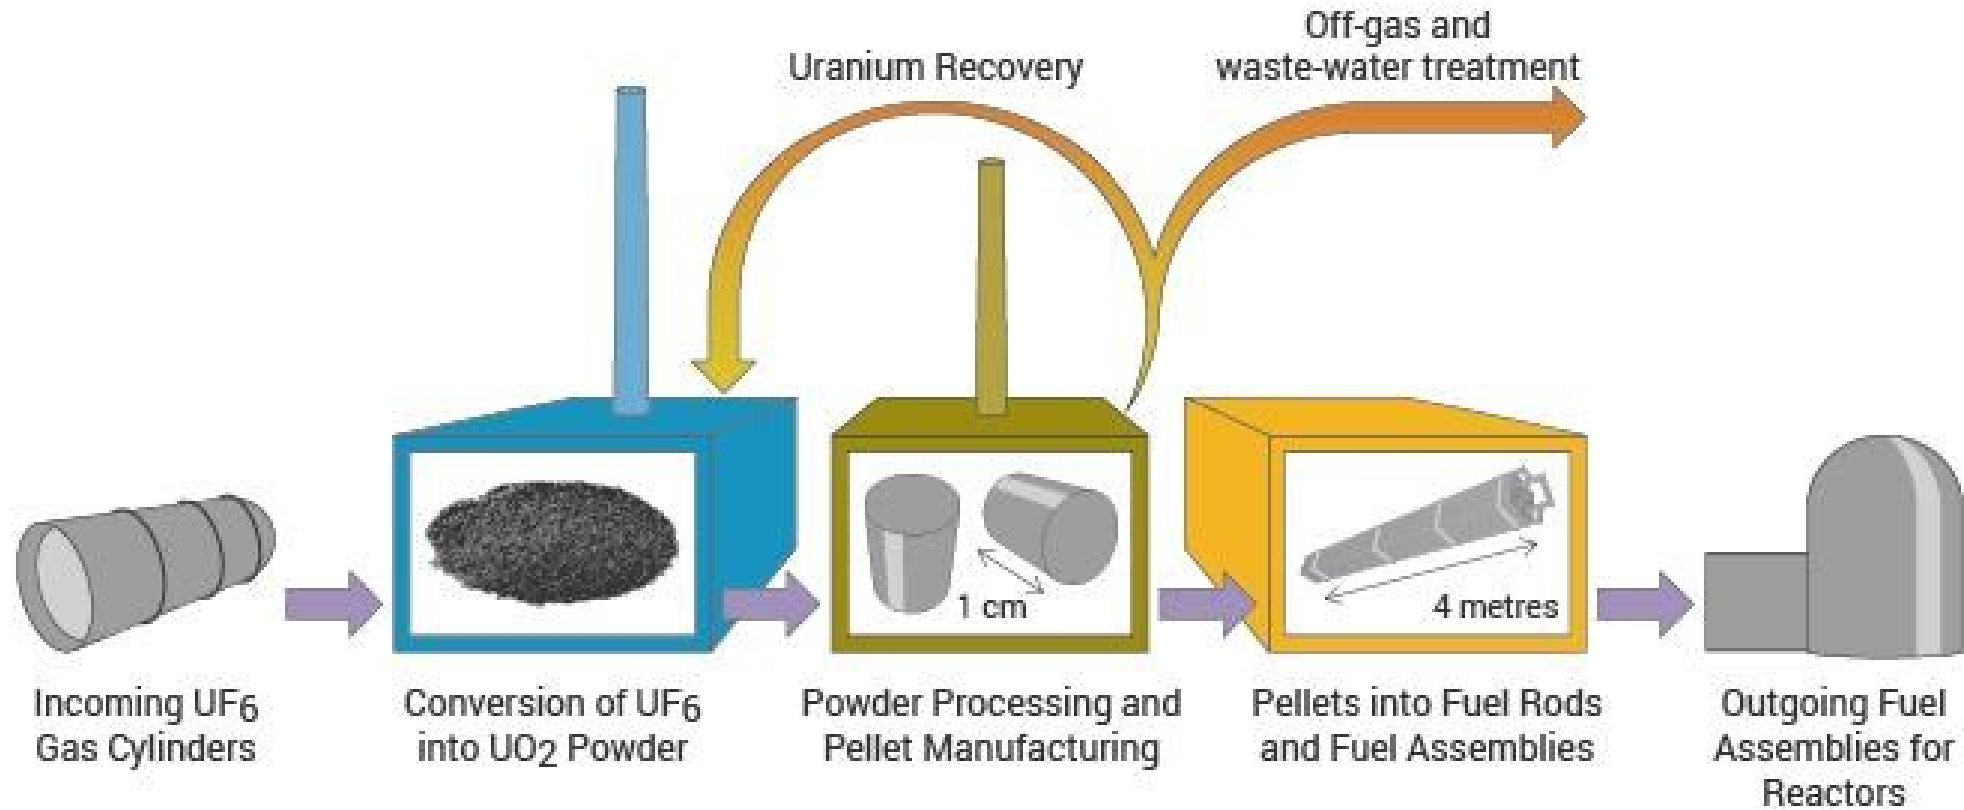 Off-gas and
waste-water treatment
Uranium Recovery
1 cm
4 metres
Incoming UF6
Gas Cylinders
Conversion of UF6
into UO2 Powder
Powder Processing and
Pellet Manufacturing
Pellets into Fuel Rods
and Fuel Assemblies
Outgoing Fuel
Assemblies for
Reactors